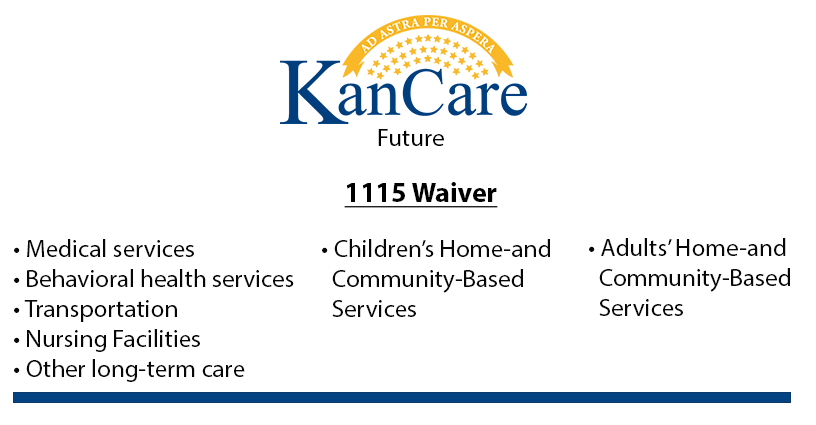 AD ASTRA PER ASPERA
KanCare
Future
1115 Waiver
• Medical services
• Behavioral health services
• Transportation
• Nursing Facilities
• Other long-term care
• Children’s Home-and
Community-Based
Services
• Adults’ Home-and
Community-Based
Services